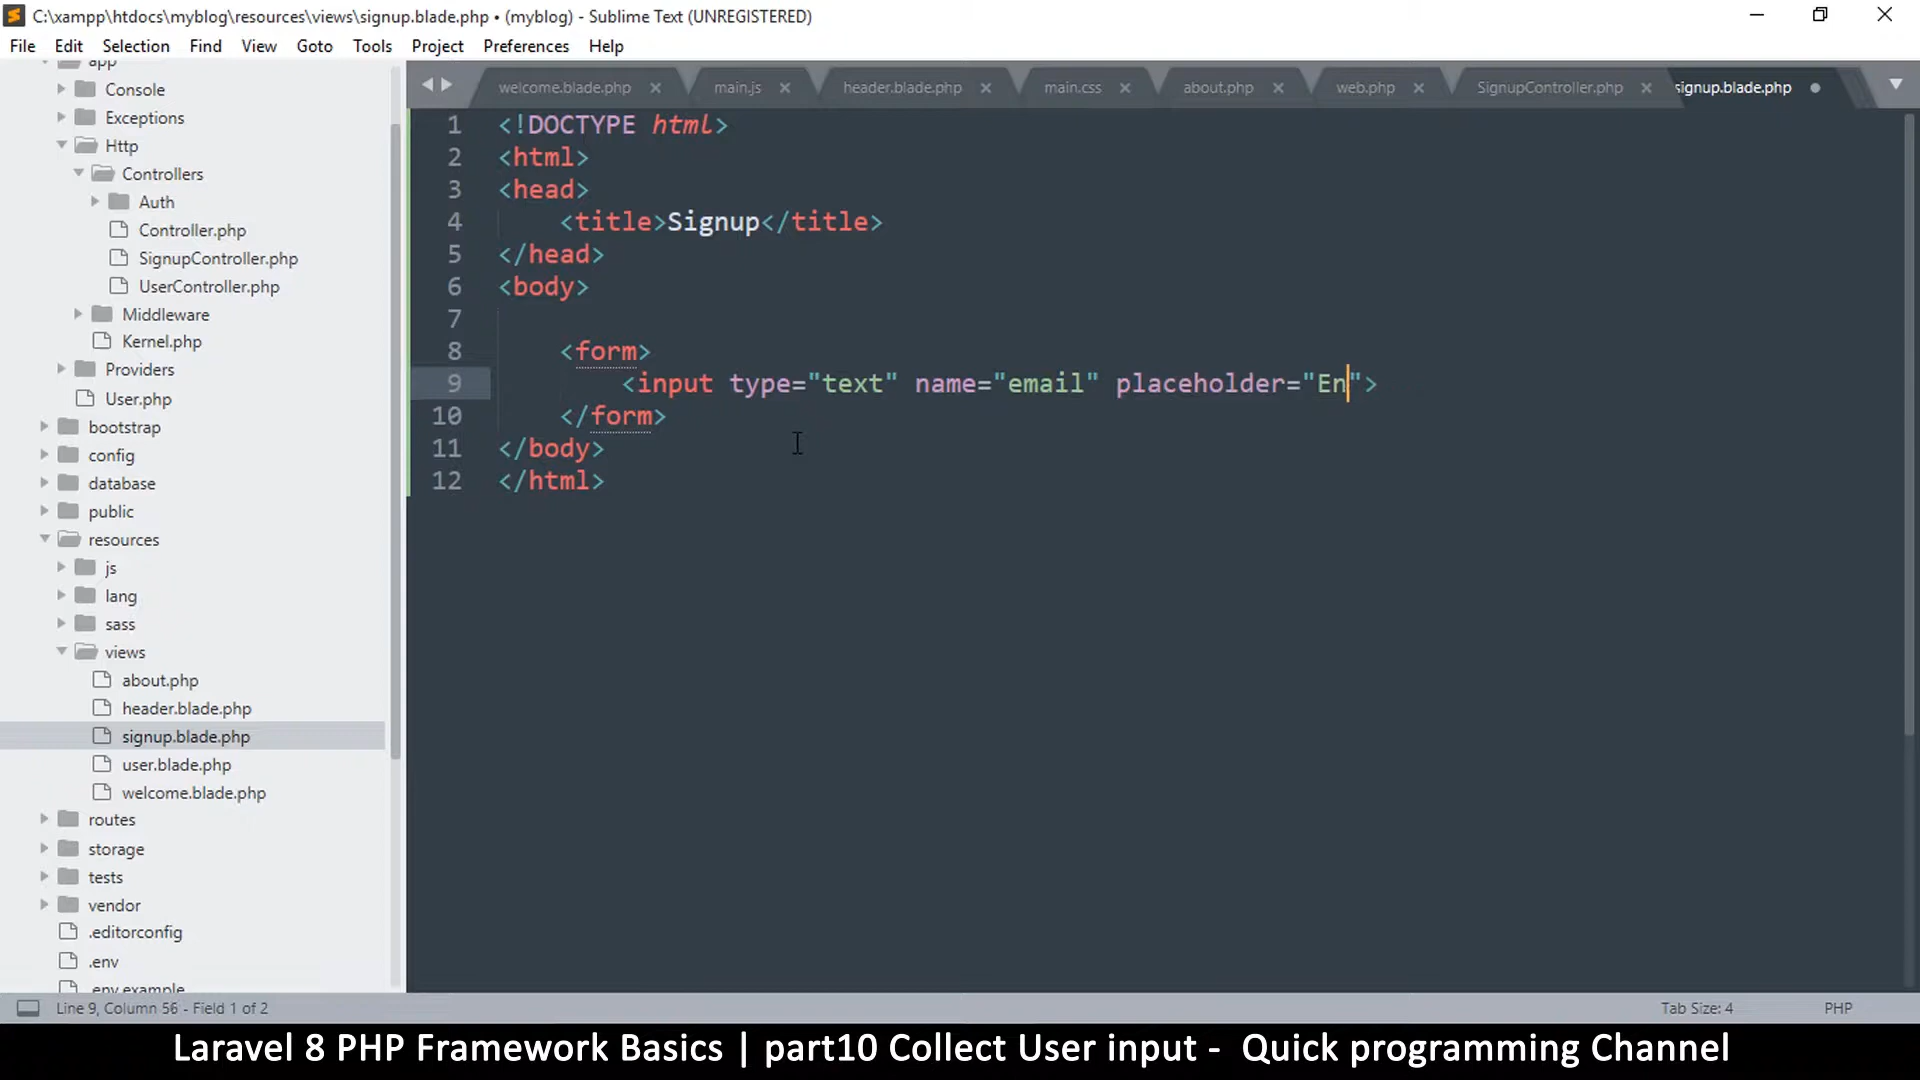 C:\xampp\htdocs\myblog\resources\views\signup.blade.php • (myblog) - Sublime Text (UNREGISTERED)
File Edit Selection Find View Goto Tools Project Preferences Help
welcome.blade.php main.js header.blade.php main.css about.php web.php SignupController.php signup.blade.php
app
Console
Exceptions
Http
Controllers
Auth
Controller.php
SignupController.php
UserController.php
Middleware
Kernel.php
Providers
User.php
bootstrap
config
database
public
resources
js
lang
sass
views
about.php
header.blade.php
signup.blade.php
user.blade.php
welcome.blade.php
routes
storage
tests
vendor
.editorconfig
.env
.env.example
1 <!DOCTYPE html>
2 <html>
3 <head>
4 <title>Signup</title>
5 </head>
6 <body>
7
8 <form>
9 <input type="text" name="email" placeholder="En">
10 </form>
11 </body>
12 </html>
Line 9, Column 56 - Field 1 of 2
Tab Size: 4
PHP
Laravel 8 PHP Framework Basics | part10 Collect User input - Quick programming Channel